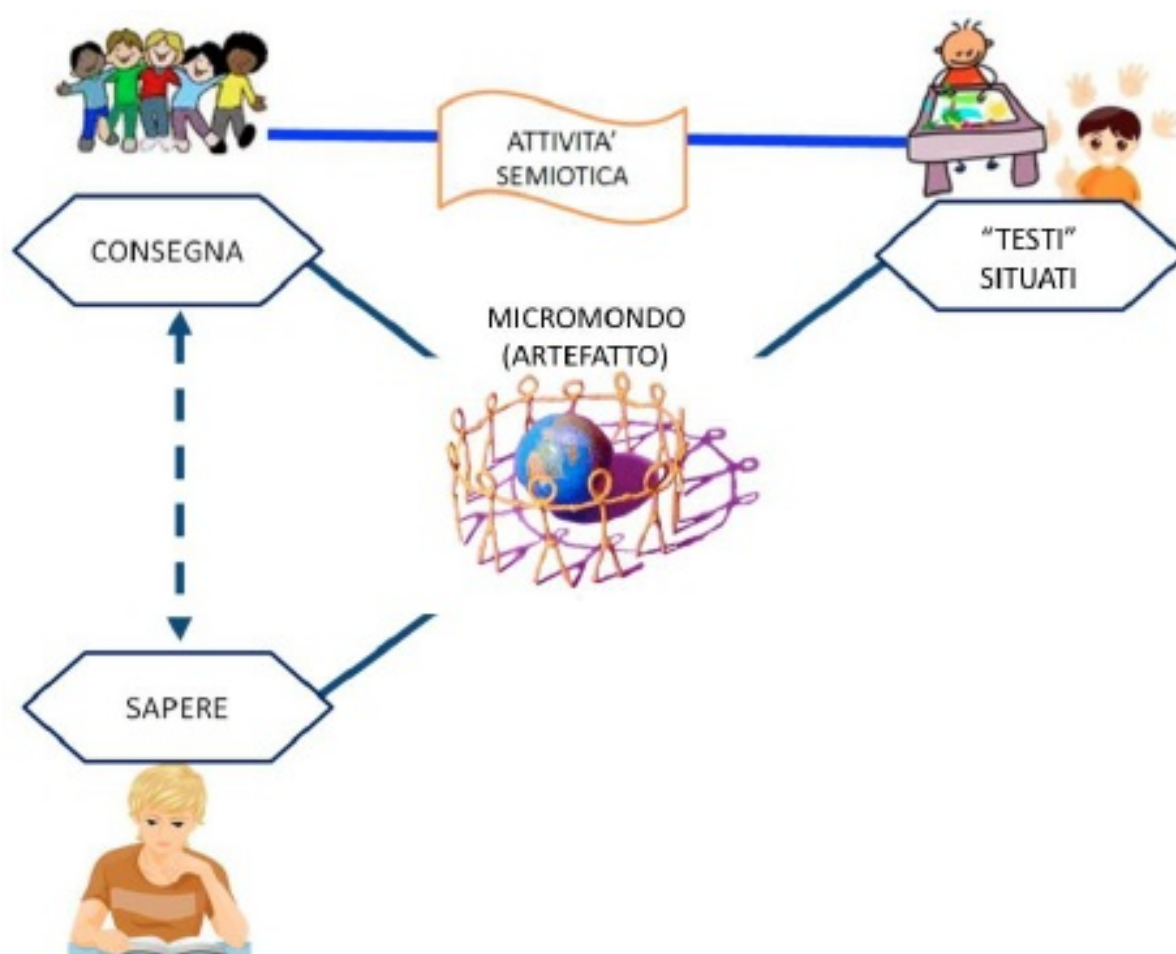 ATTIVITA'
SEMIOTICA
CONSEGNA
"TESTI"
SITUATI
MICROMONDO
(ARTEFATTO)
SAPERE